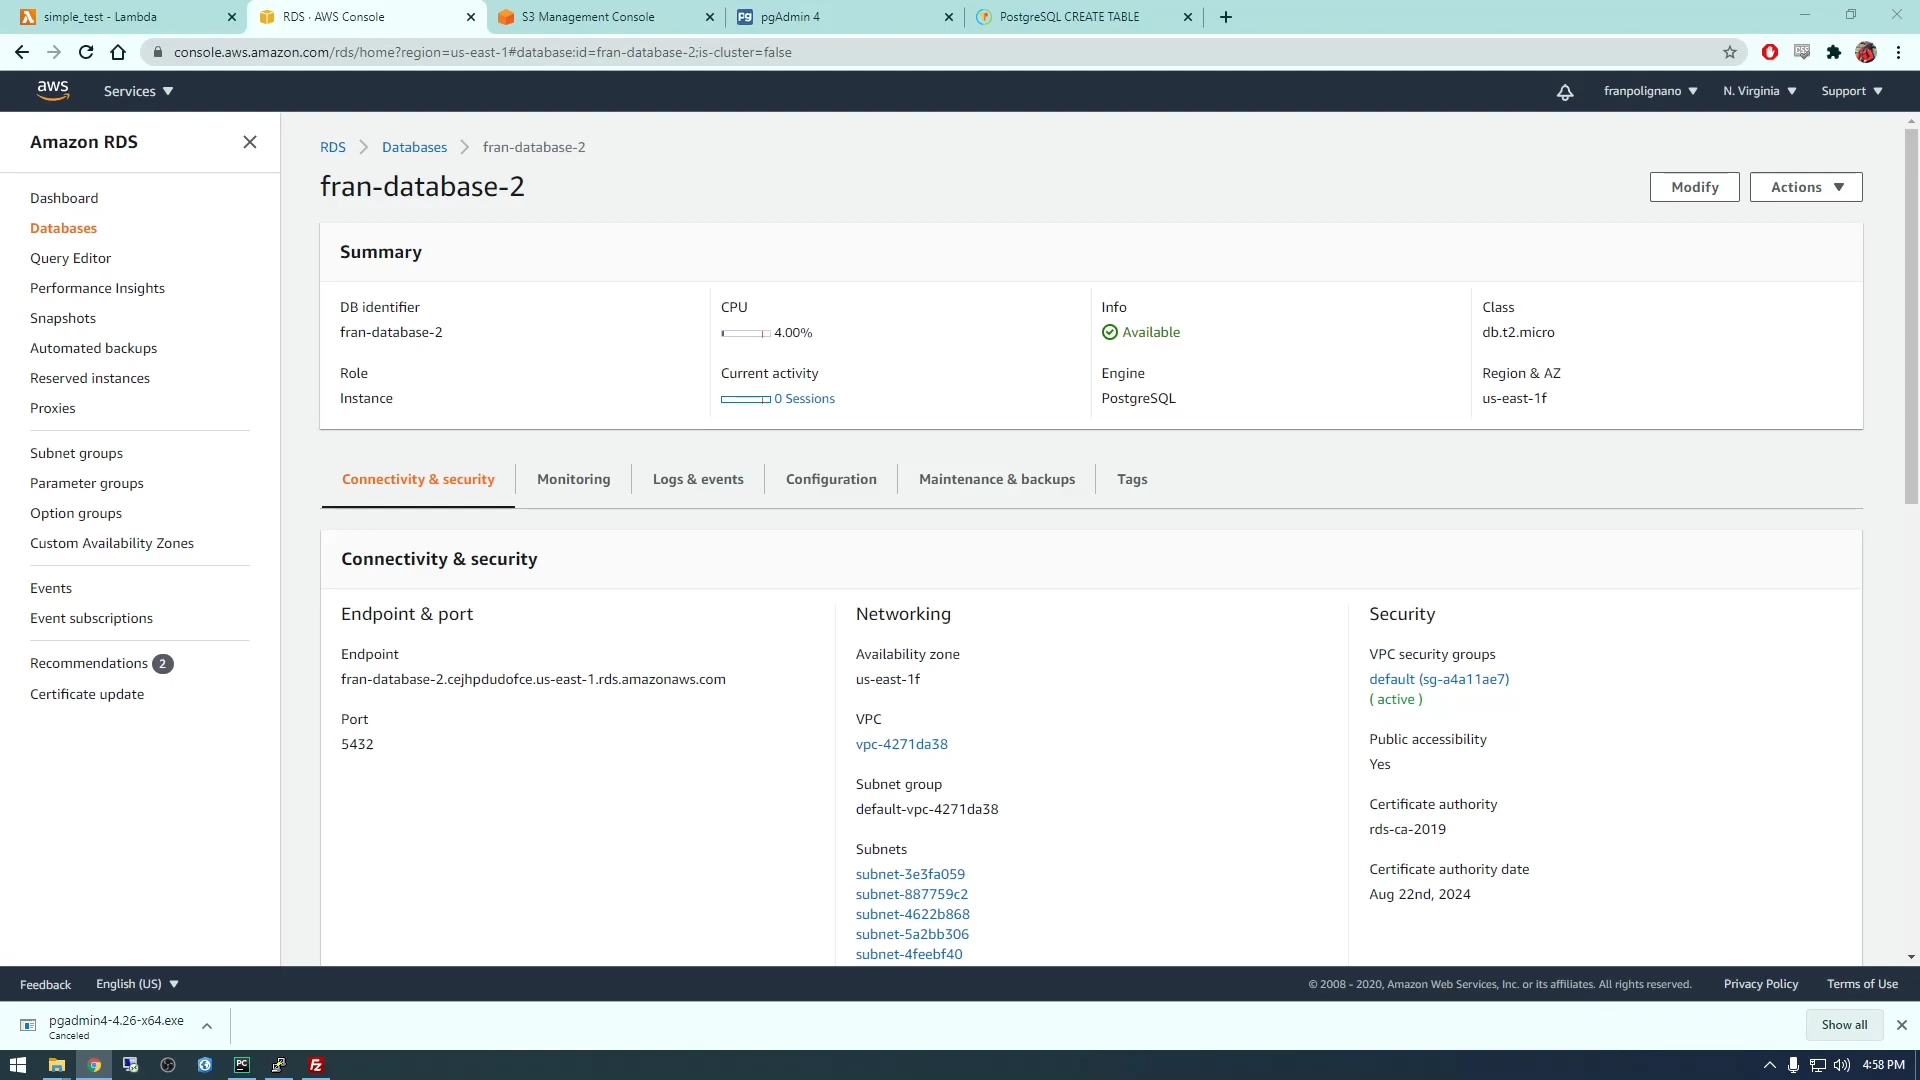 simple_test - Lambda
RDS · AWS Console
S3 Management Console
pgAdmin 4
PostgreSQL CREATE TABLE
console.aws.amazon.com/rds/home?region=us-east-1#database:id=fran-database-2;is-cluster=false
aws
Services
franpolignano
N. Virginia
Support
Amazon RDS
Dashboard
Databases
Query Editor
Performance Insights
Snapshots
Automated backups
Reserved instances
Proxies
Subnet groups
Parameter groups
Option groups
Custom Availability Zones
Events
Event subscriptions
Recommendations 2
Certificate update
RDS > Databases > fran-database-2
fran-database-2
Modify
Actions
Summary
DB identifier
fran-database-2
CPU
4.00%
Info
Available
Class
db.t2.micro
Role
Instance
Current activity
0 Sessions
Engine
PostgreSQL
Region & AZ
us-east-1f
Connectivity & security
Monitoring
Logs & events
Configuration
Maintenance & backups
Tags
Connectivity & security
Endpoint & port
Endpoint
fran-database-2.cejhpdudofce.us-east-1.rds.amazonaws.com
Port
5432
Networking
Availability zone
us-east-1f
VPC
vpc-4271da38
Subnet group
default-vpc-4271da38
Subnets
subnet-3e3fa059
subnet-887759c2
subnet-4622b868
subnet-5a2bb306
subnet-4feebf40
Security
VPC security groups
default (sg-a4a11ae7)
( active )
Public accessibility
Yes
Certificate authority
rds-ca-2019
Certificate authority date
Aug 22nd, 2024
Feedback
English (US)
© 2008 - 2020, Amazon Web Services, Inc. or its affiliates. All rights reserved.
Privacy Policy
Terms of Use
pgadmin4-4.26-x64.exe
Canceled
Show all
4:58 PM